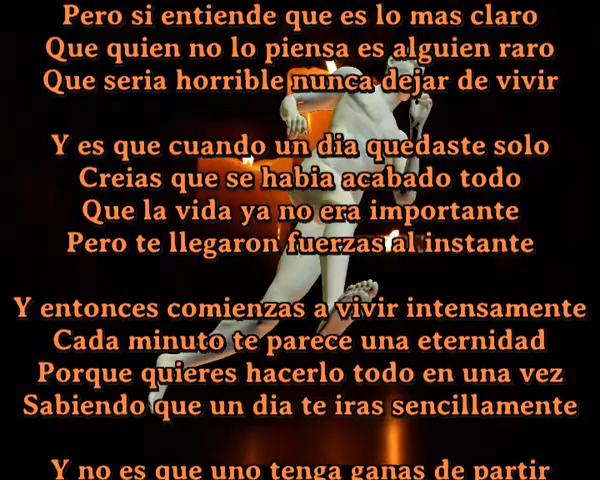 Pero si entiende que es lo mas claro
Que quien no lo piensa es alguien raro
Que seria horrible nunca dejar de vivir
Y es que cuando un dia quedaste solo
Creias que se habia acabado todo
Que la vida ya no era importante
Pero te llegaron fuerzas al instante
Y entonces comienzas a vivir intensamente
Cada minuto te parece una eternidad
Porque quieres hacerlo todo en una vez
Sabiendo que un dia te iras sencillamente
Y no es que uno tenga ganas de partir